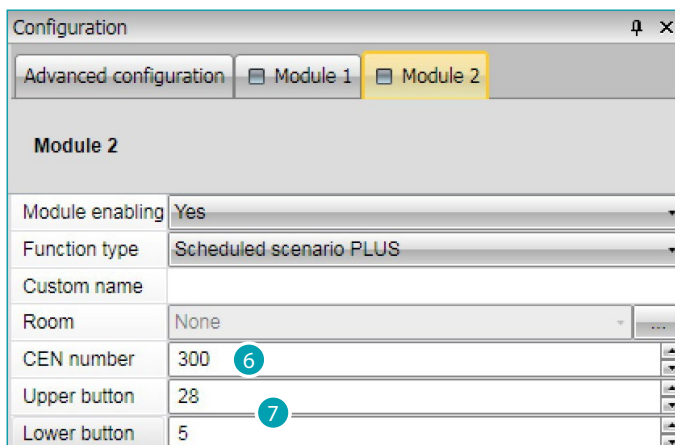 Configuration
Advanced configuration Module 1 Module 2
Module 2
Module enabling Yes
Function type Scheduled scenario PLUS
Custom name
Room None ...
CEN number 300 6
Upper button 28
7
Lower button 5